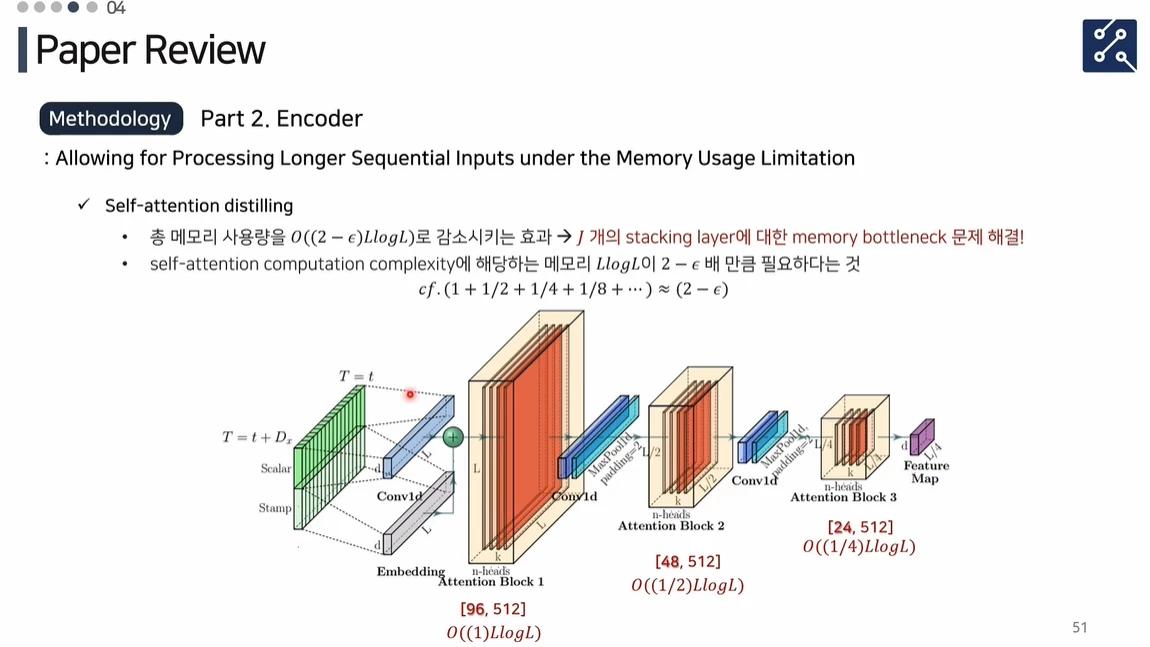 04
Paper Review
Methodology Part 2. Encoder
: Allowing for Processing Longer Sequential Inputs under the Memory Usage Limitation
✓ Self-attention distilling
• 총 메모리 사용량을 O((2 − ϵ)LlogL)로 감소시키는 효과 → J 개의 stacking layer에 대한 memory bottleneck 문제 해결!
• self-attention computation complexity에 해당하는 메모리 LlogL이 2 − ϵ 배 만큼 필요하다는 것
cf. (1 + 1/2 + 1/4 + 1/8 + ⋯ ) ≈ (2 − ϵ)
T = t
T = t + Dₓ
Scalar
Stamp
d
L
Conv1d
d
L
Embedding
+
L
k
L
n-heads
Attention Block 1
[96, 512]
O((1)LlogL)
Conv1d
MaxPool1d,
padding=2
L/2
k
L/2
n-heads
Attention Block 2
[48, 512]
O((1/2)LlogL)
Conv1d
MaxPool1d,
padding=2
L/4
k
L/4
n-heads
Attention Block 3
[24, 512]
O((1/4)LlogL)
d
L/4
Feature
Map
51